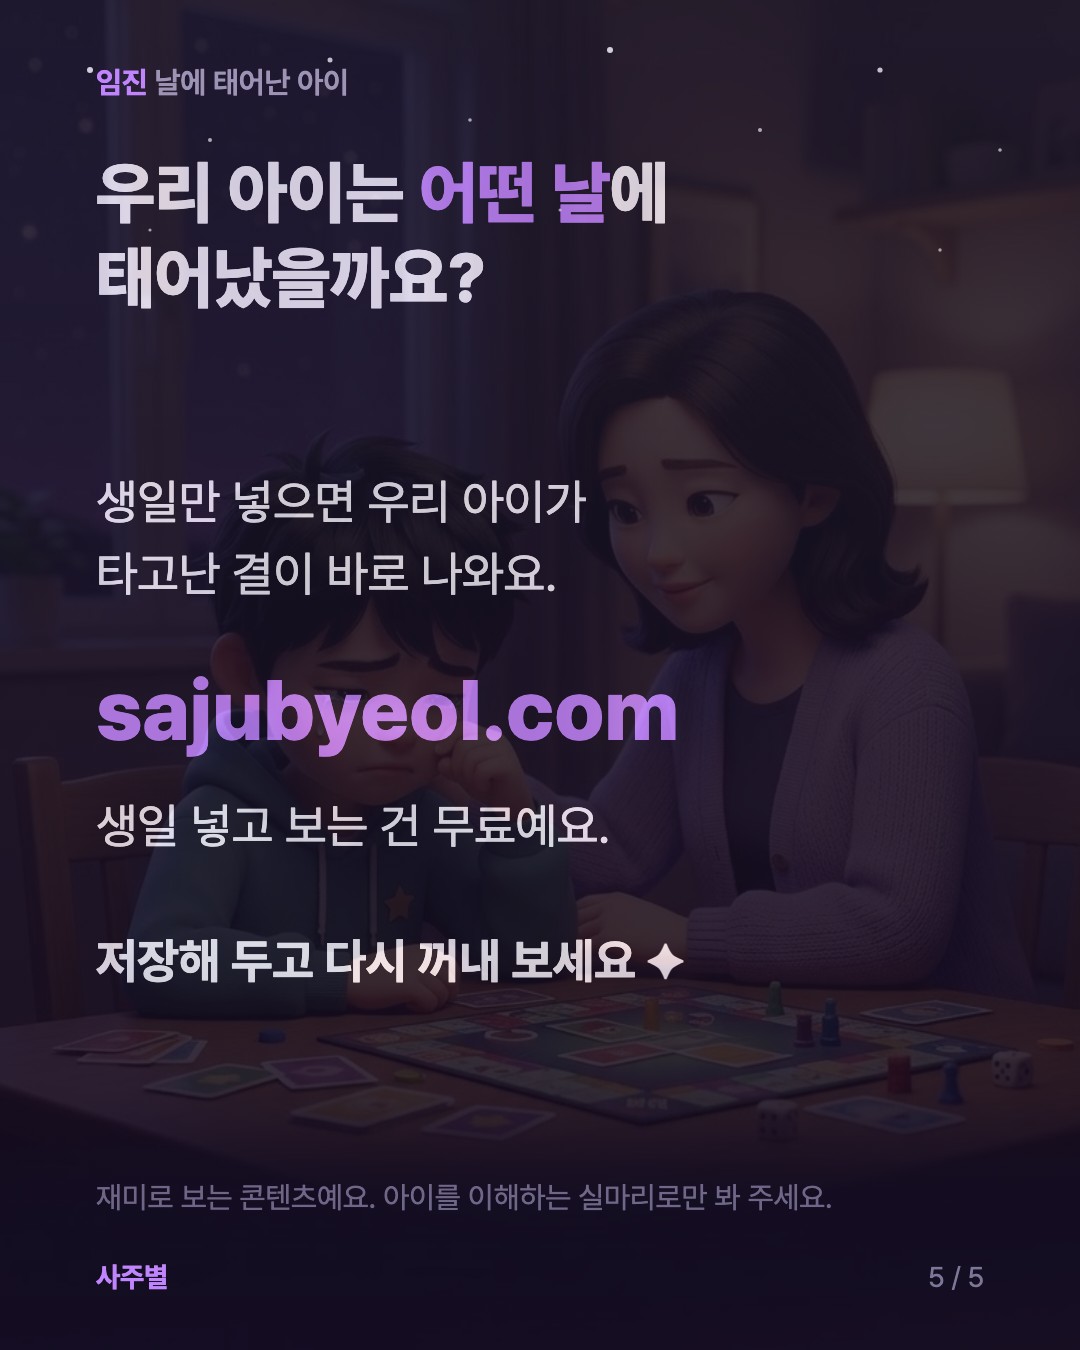 임진 날에 태어난 아이
우리 아이는 어떤 날에
태어났을까요?
생일만 넣으면 우리 아이가
타고난 결이 바로 나와요.
sajubyeol.com
생일 넣고 보는 건 무료예요.
저장해 두고 다시 꺼내 보세요 ✦
재미로 보는 콘텐츠예요. 아이를 이해하는 실마리로만 봐 주세요.
사주별
5 / 5